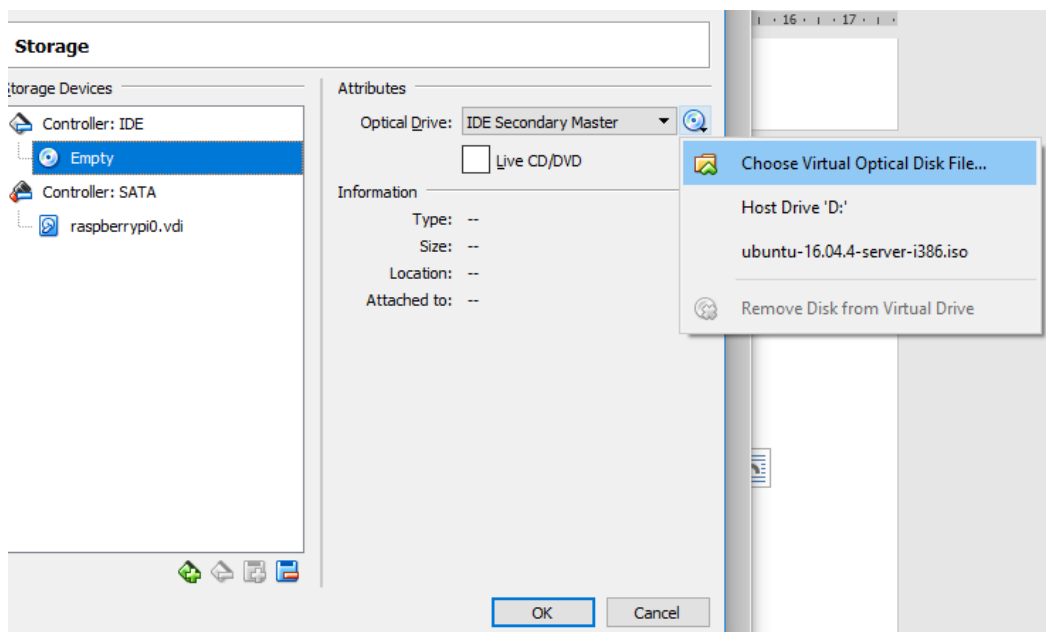 · 16 · ı · 17 · ı ·
Storage
Storage Devices
Controller: IDE
Empty
Controller: SATA
raspberrypi0.vdi
Attributes
Optical Drive: IDE Secondary Master
Live CD/DVD
Information
Type: --
Size: --
Location: --
Attached to: --
Choose Virtual Optical Disk File...
Host Drive 'D:'
ubuntu-16.04.4-server-i386.iso
Remove Disk from Virtual Drive
OK
Cancel